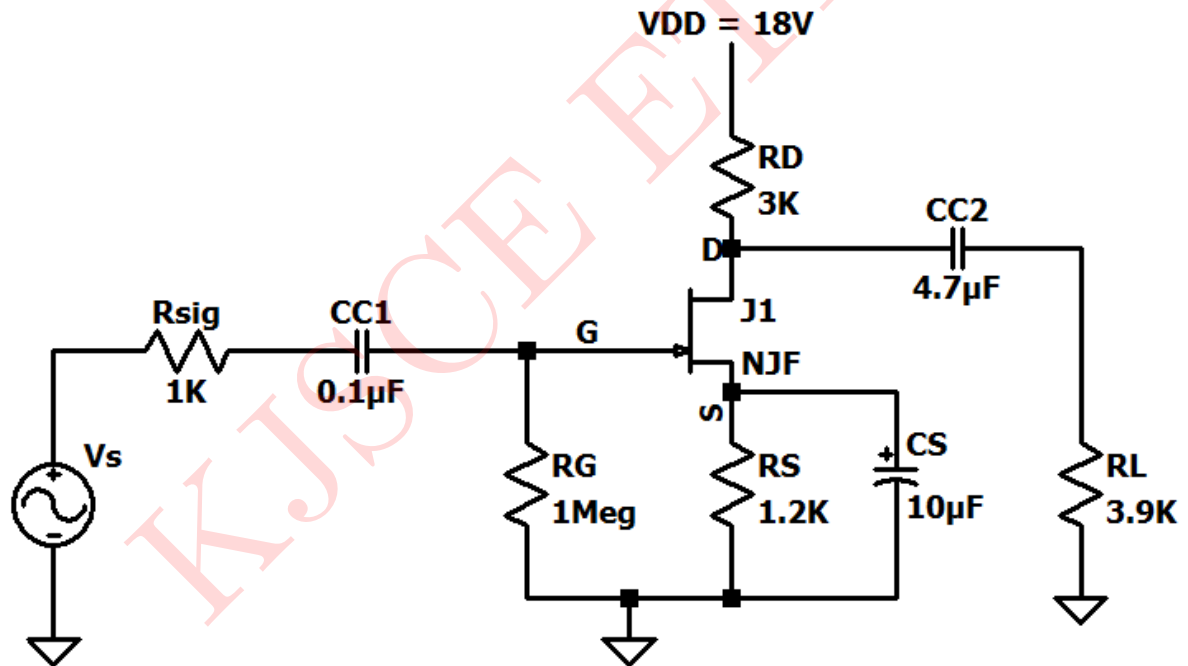 VDD = 18V
RD
3K
CC2
4.7µF
D
J1
NJF
Rsig
1K
CC1
0.1µF
G
S
Vs
RG
1Meg
RS
1.2K
CS
10µF
RL
3.9K
KJSCE ET